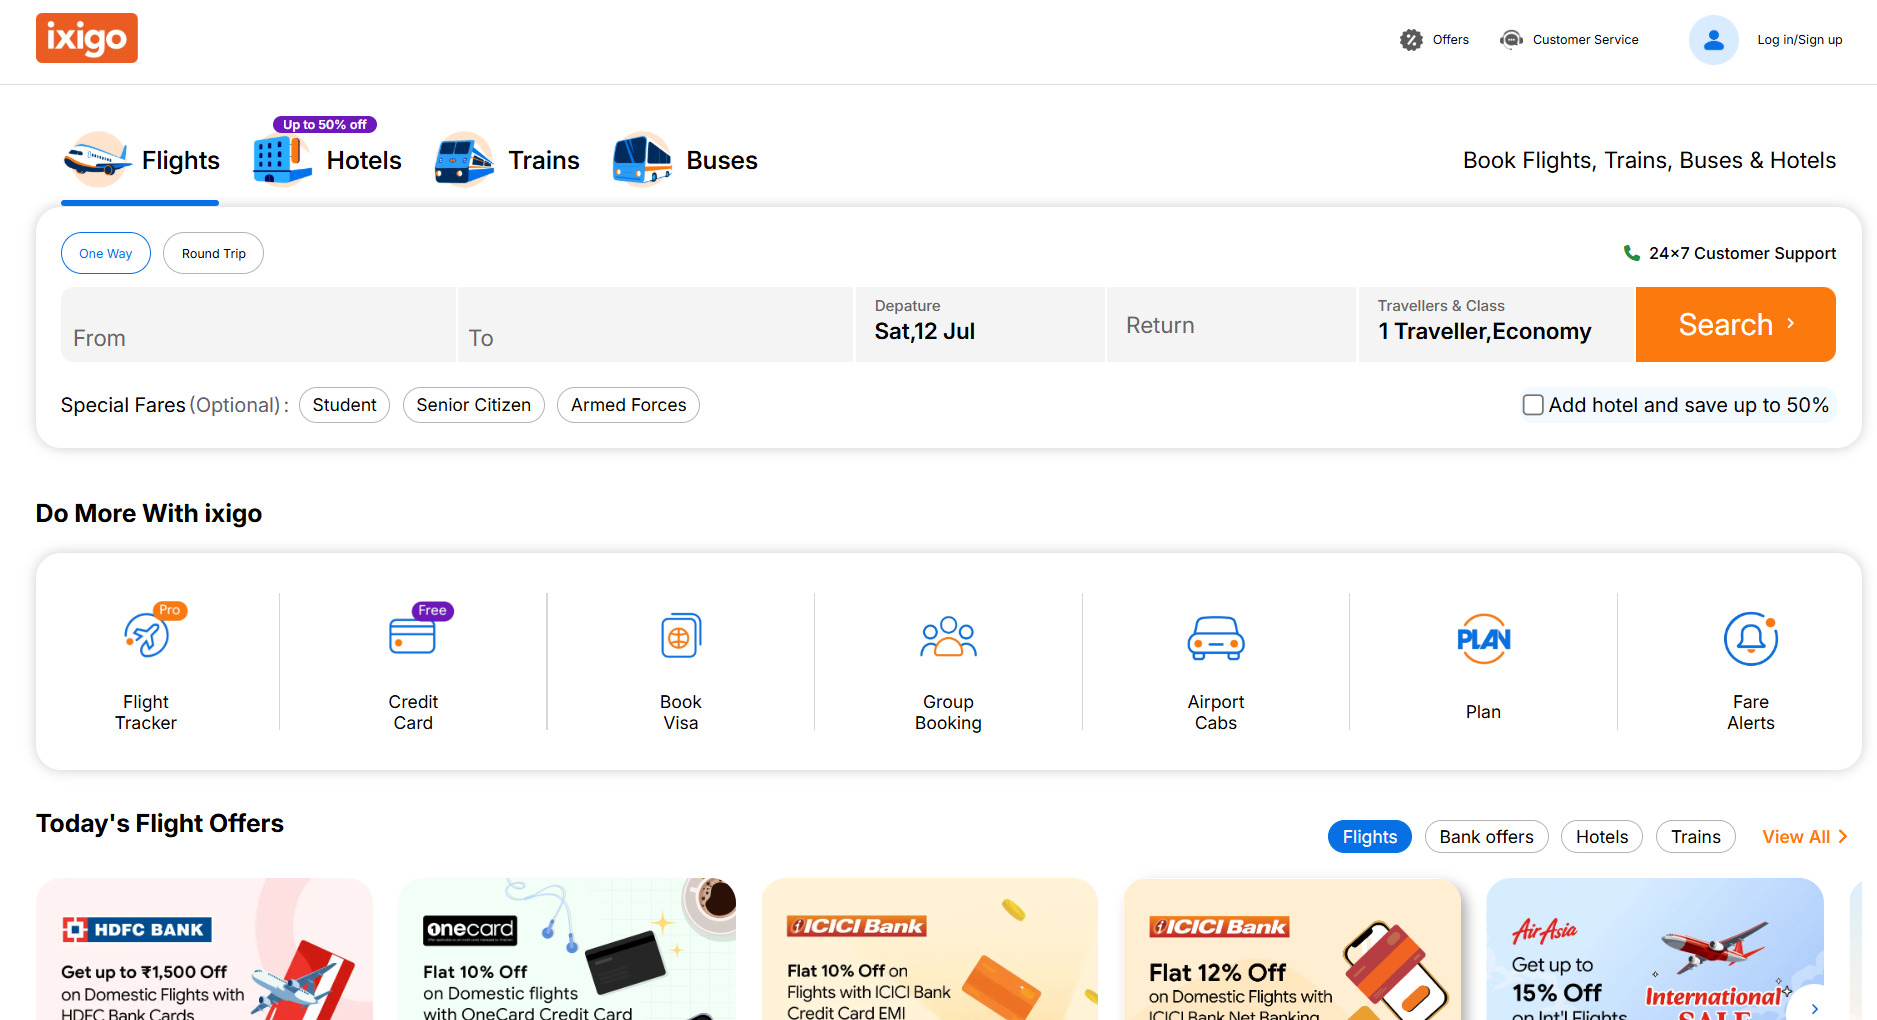 ixigo
Offers
Customer Service
Log in/Sign up
Up to 50% off
Flights
Hotels
Trains
Buses
Book Flights, Trains, Buses & Hotels
One Way
Round Trip
24×7 Customer Support
From
To
Depature
Sat,12 Jul
Return
Travellers & Class
1 Traveller,Economy
Search
Special Fares (Optional) :
Student
Senior Citizen
Armed Forces
Add hotel and save up to 50%
Do More With ixigo
Pro
Flight
Tracker
Free
Credit
Card
Book
Visa
Group
Booking
Airport
Cabs
PLAN
Plan
Fare
Alerts
Today's Flight Offers
Flights
Bank offers
Hotels
Trains
View All
HDFC BANK
Get up to ₹1,500 Off
on Domestic Flights with
HDFC Bank Cards
onecard
Flat 10% Off
on Domestic flights
with OneCard Credit Card
ICICI Bank
Flat 10% Off on
Flights with ICICI Bank
Credit Card EMI
ICICI Bank
Flat 12% Off
on Domestic Flights with
ICICI Bank Net Banking
AirAsia
Get up to
15% Off
on Int'l Flights
International
SALE